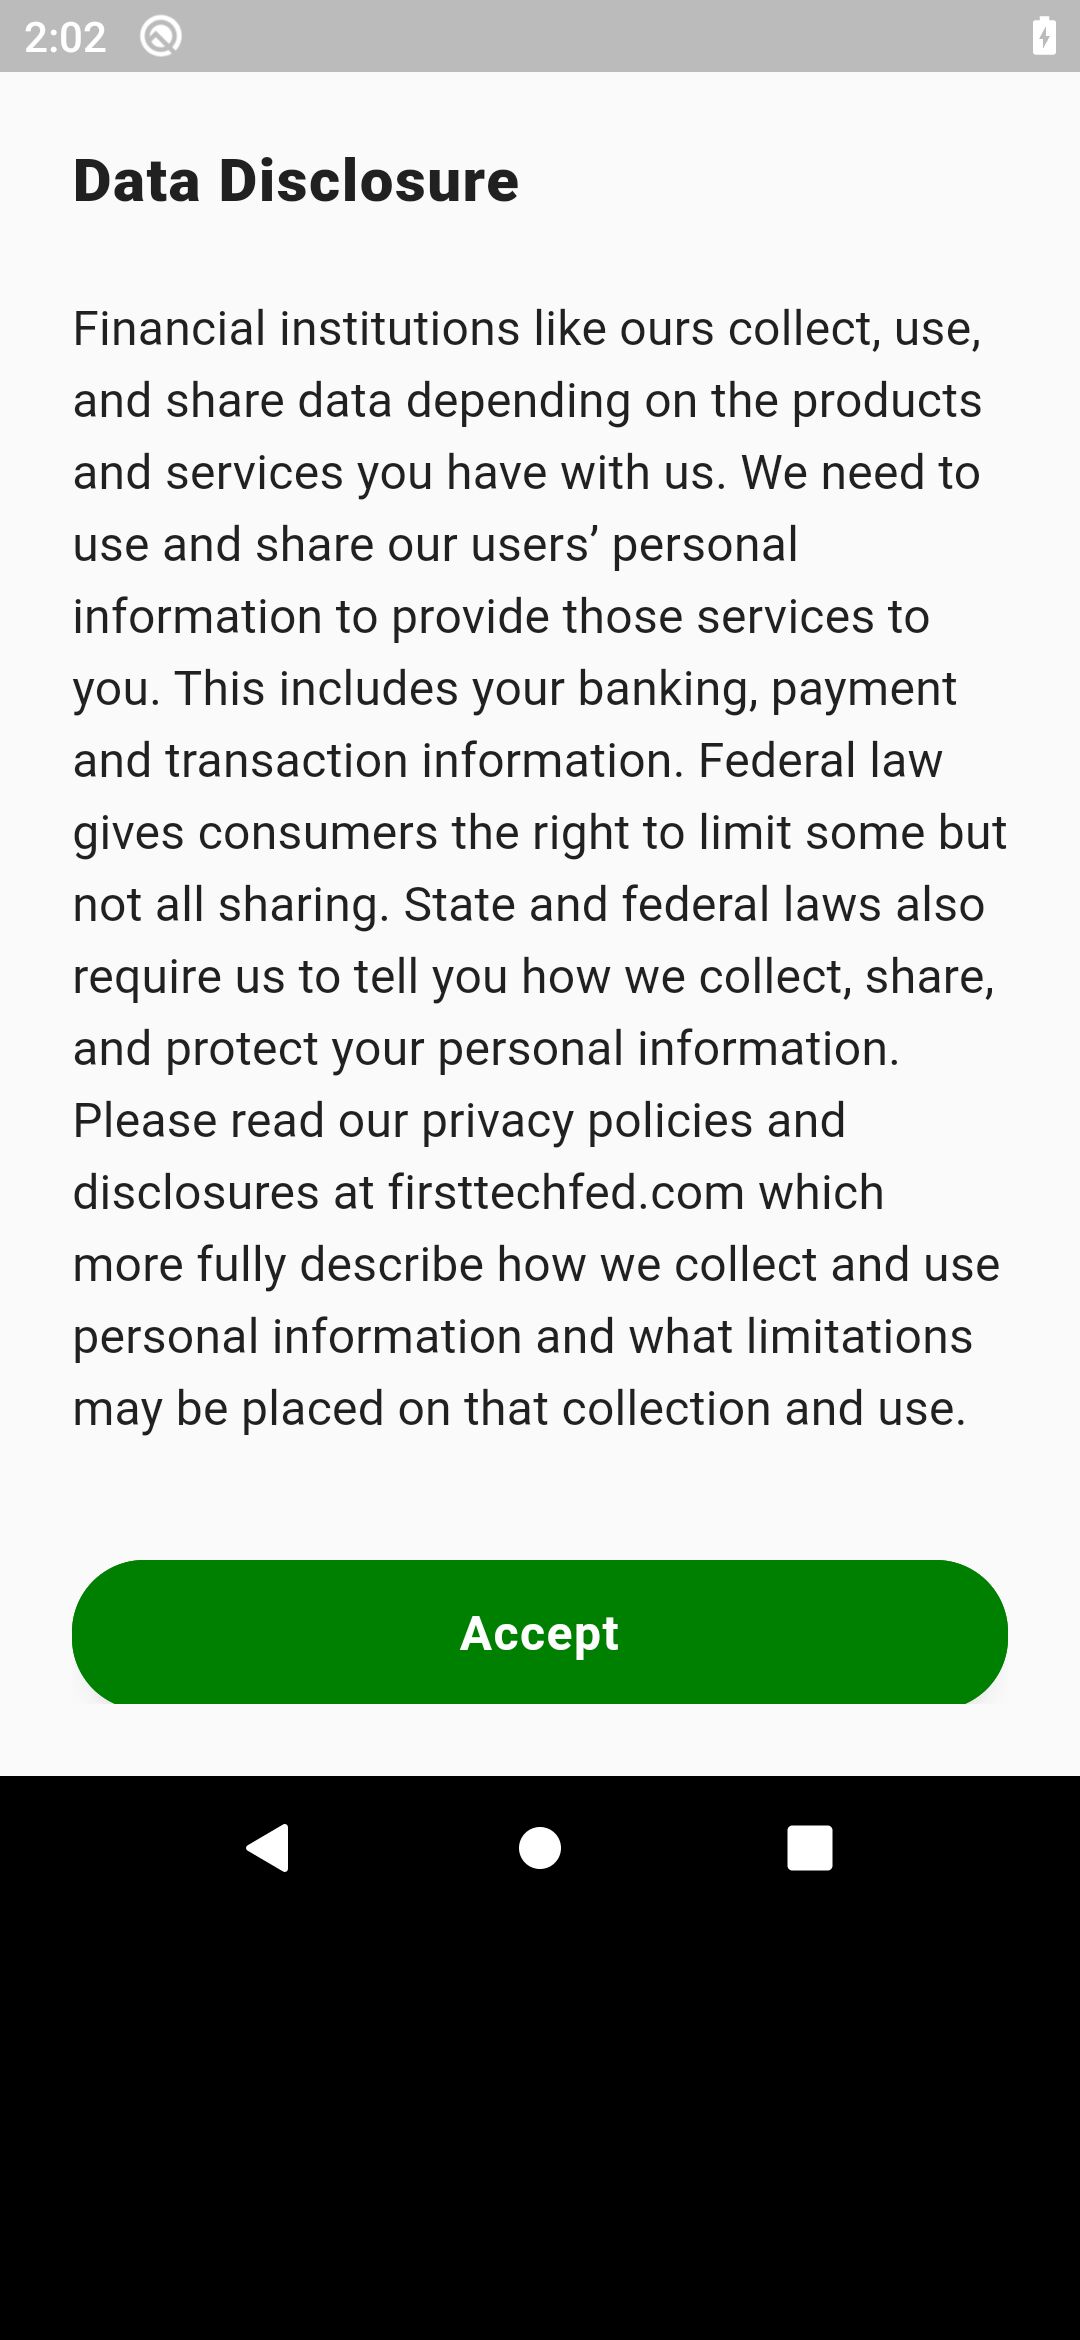 2:02
Data Disclosure
Financial institutions like ours collect, use,
and share data depending on the products
and services you have with us. We need to
use and share our users’ personal
information to provide those services to
you. This includes your banking, payment
and transaction information. Federal law
gives consumers the right to limit some but
not all sharing. State and federal laws also
require us to tell you how we collect, share,
and protect your personal information.
Please read our privacy policies and
disclosures at firsttechfed.com which
more fully describe how we collect and use
personal information and what limitations
may be placed on that collection and use.
Accept